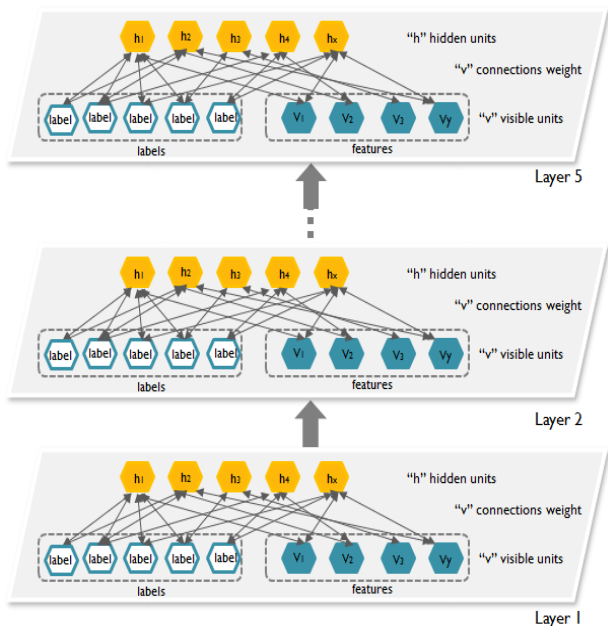 h1 h2 h3 h4 hx "h" hidden units
"v" connections weight
label label label label label V1 V2 V3 Vy "v" visible units
labels features
Layer 5
h1 h2 h3 h4 hx "h" hidden units
"v" connections weight
label label label label label V1 V2 V3 Vy "v" visible units
labels features
Layer 2
h1 h2 h3 h4 hx "h" hidden units
"v" connections weight
label label label label label V1 V2 V3 Vy "v" visible units
labels features
Layer 1